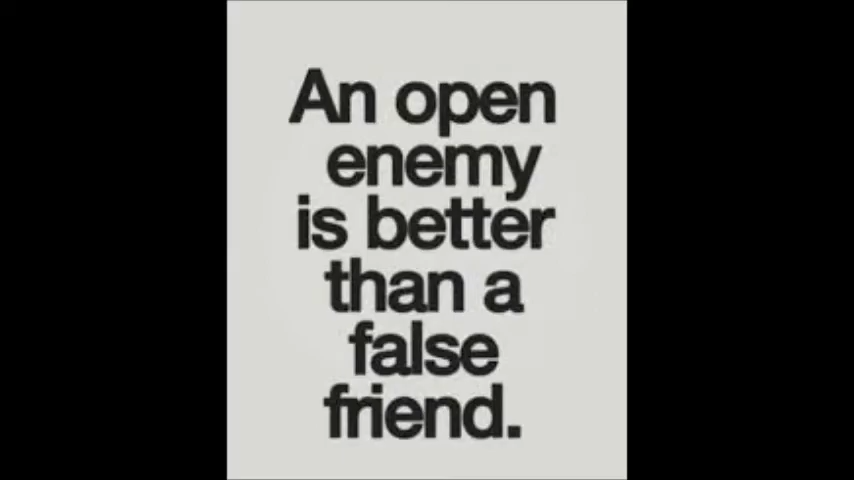 An open
enemy
is better
than a
false
friend.